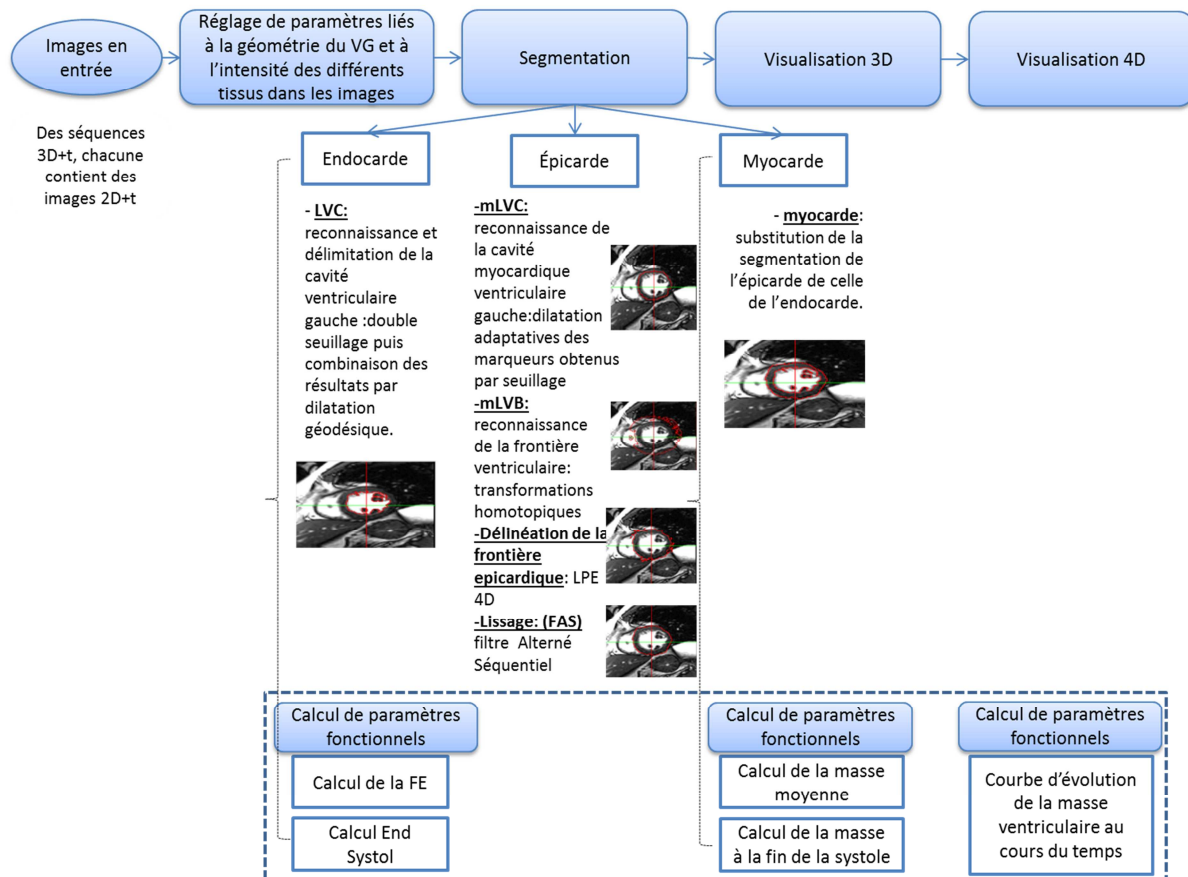 Images en
entrée
Réglage de paramètres liés
à la géométrie du VG et à
l'intensité des différents
tissus dans les images
Segmentation
Visualisation 3D
Visualisation 4D
Des séquences
3D+t, chacune
contient des
images 2D+t
Endocarde
Épicarde
Myocarde
- LVC:
reconnaissance et
délimitation de la
cavité
ventriculaire
gauche :double
seuillage puis
combinaison des
résultats par
dilatation
géodésique.
-mLVC:
reconnaissance de
la cavité
myocardique
ventriculaire
gauche:dilatation
adaptatives des
marqueurs obtenus
par seuillage
-mLVB:
reconnaissance
de la frontière
ventriculaire:
transformations
homotopiques
-Délinéation de la
frontière
epicardique: LPE
4D
-Lissage: (FAS)
filtre Alterné
Séquentiel
- myocarde:
substitution de la
segmentation de
l'épicarde de celle
de l'endocarde.
Calcul de paramètres
fonctionnels
Calcul de la FE
Calcul End
Systol
Calcul de paramètres
fonctionnels
Calcul de la masse
moyenne
Calcul de la masse
à la fin de la systole
Calcul de paramètres
fonctionnels
Courbe d'évolution
de la masse
ventriculaire au
cours du temps